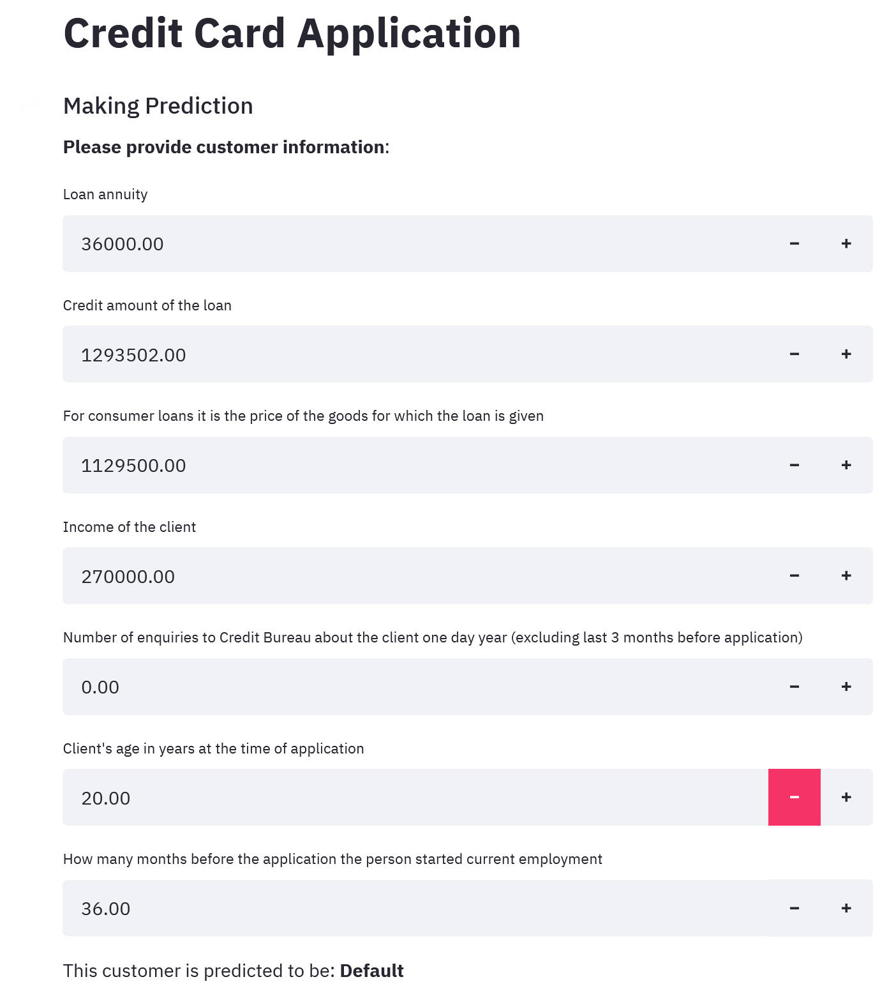 Credit Card Application
Making Prediction
Please provide customer information:
Loan annuity
36000.00 − +
Credit amount of the loan
1293502.00 − +
For consumer loans it is the price of the goods for which the loan is given
1129500.00 − +
Income of the client
270000.00 − +
Number of enquiries to Credit Bureau about the client one day year (excluding last 3 months before application)
0.00 − +
Client's age in years at the time of application
20.00 − +
How many months before the application the person started current employment
36.00 − +
This customer is predicted to be: Default